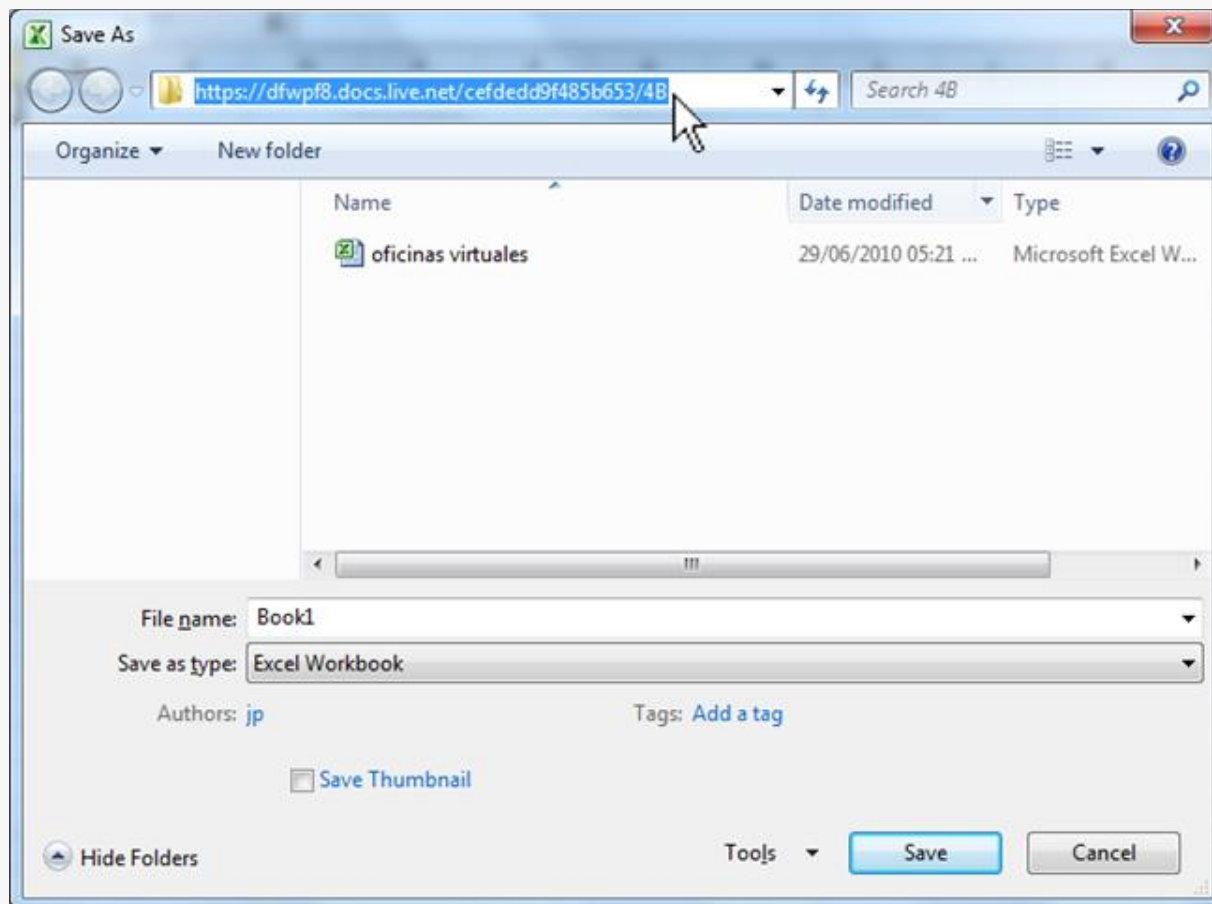 Save As
https://dfwpf8.docs.live.net/cefdedd9f485b653/4B Search 4B
Organize New folder
Name Date modified Type
oficinas virtuales 29/06/2010 05:21 ... Microsoft Excel W...
File name: Book1
Save as type: Excel Workbook
Authors: jp Tags: Add a tag
Save Thumbnail
Hide Folders Tools Save Cancel